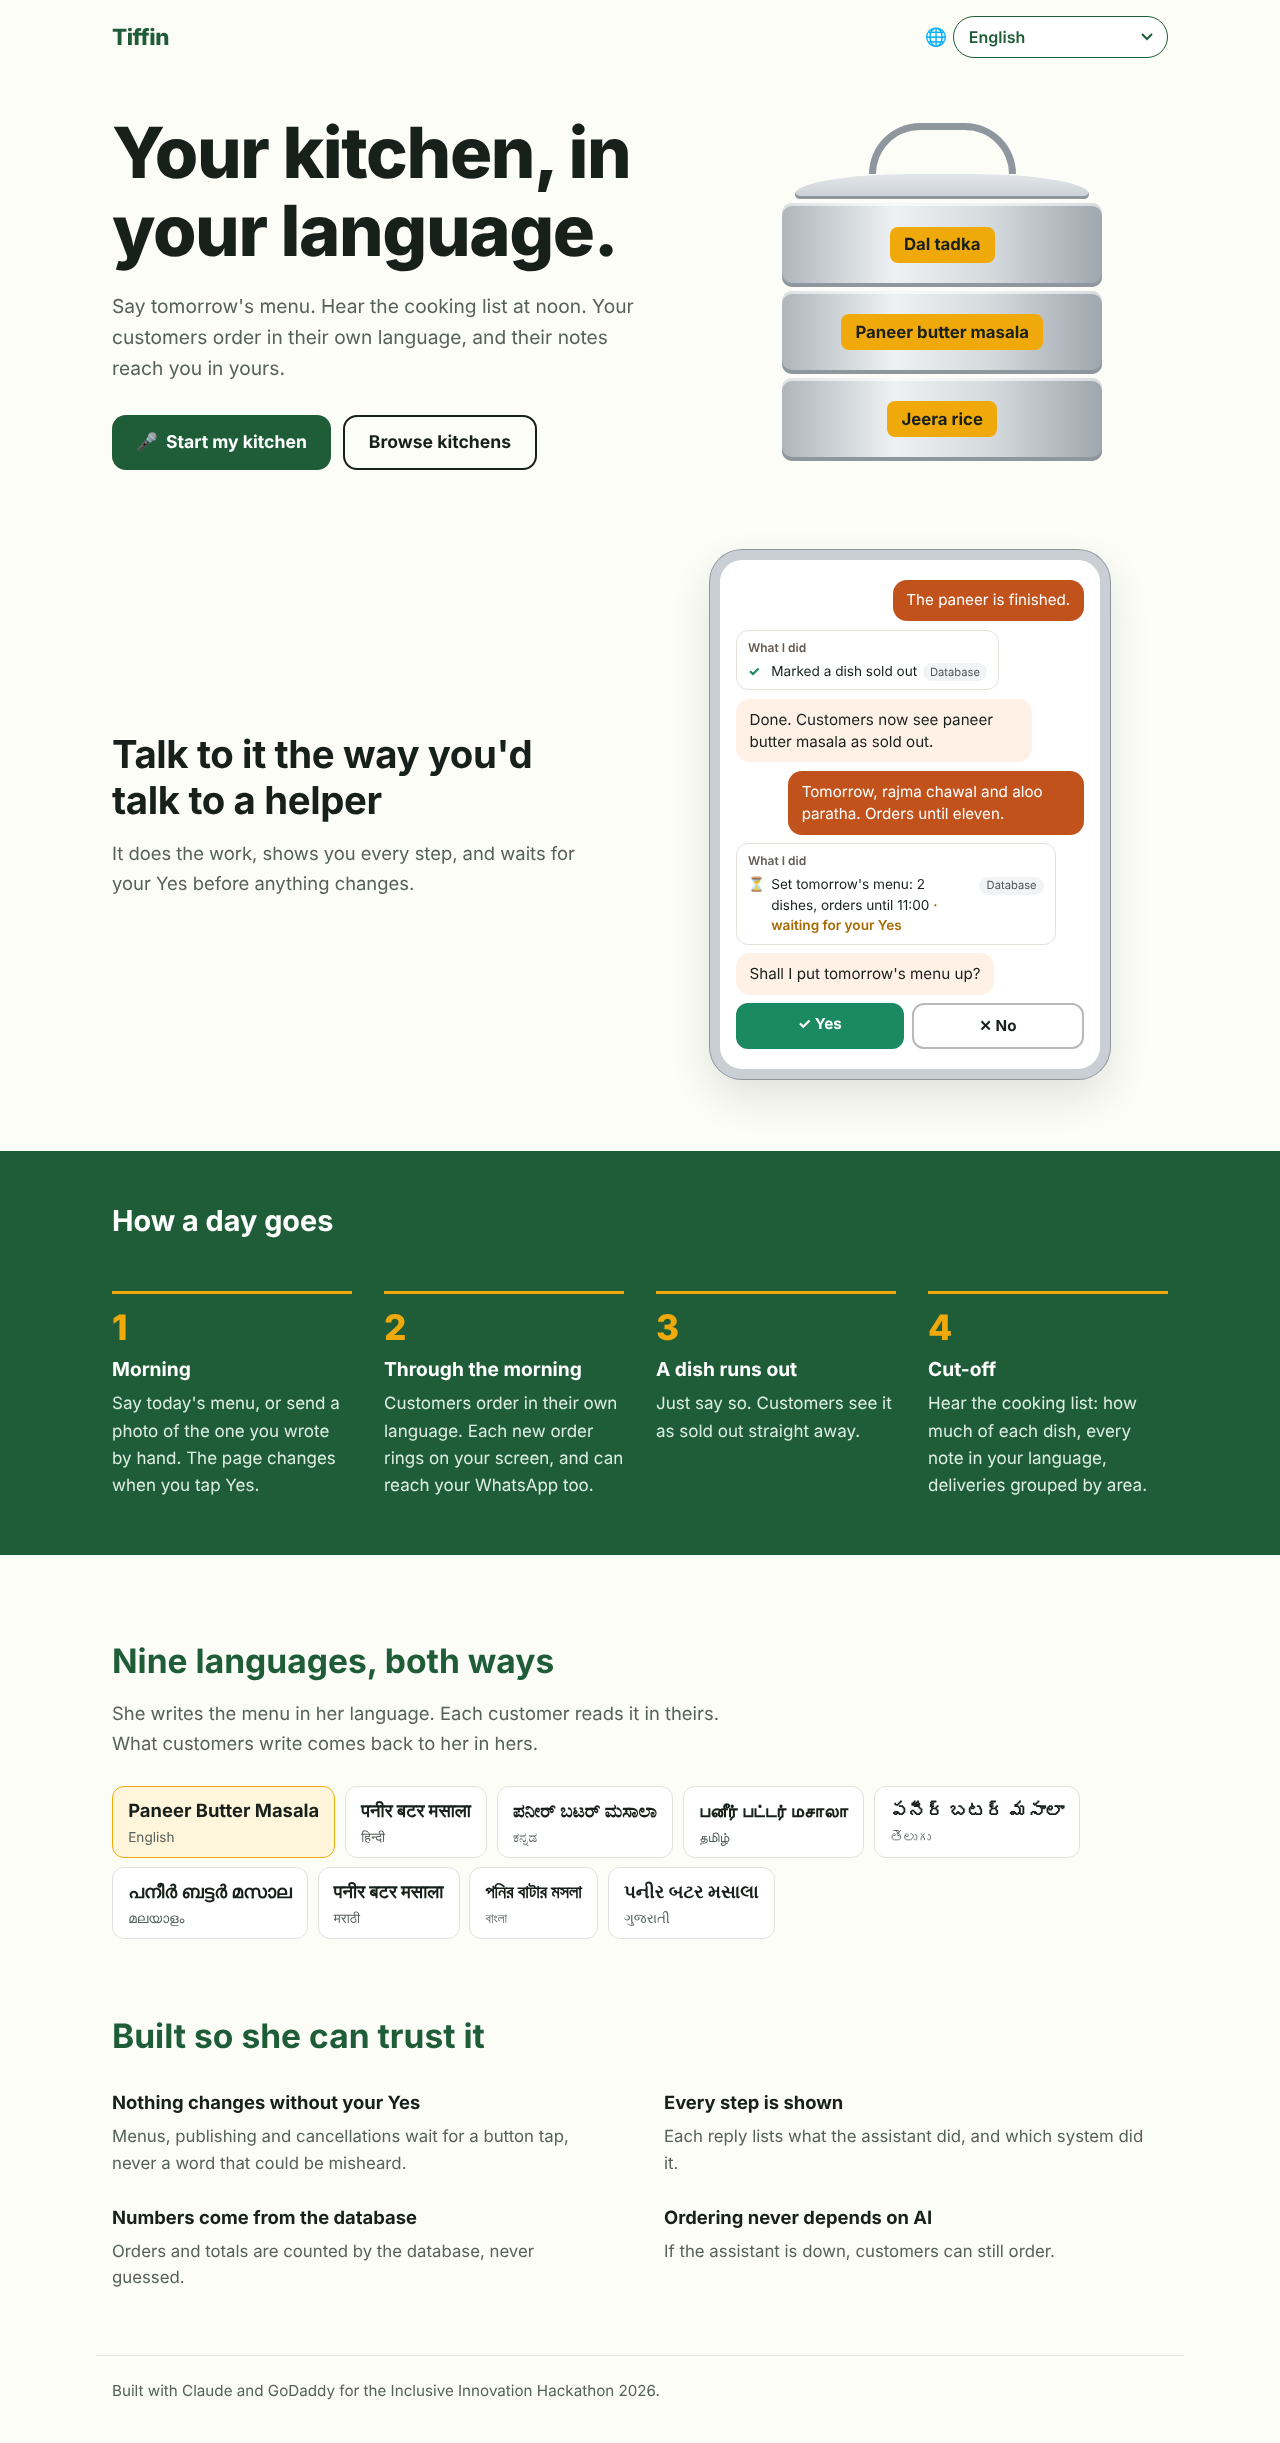 Tiffin
English
Your kitchen, in
your language.
Say tomorrow's menu. Hear the cooking list at noon. Your
customers order in their own language, and their notes
reach you in yours.
Start my kitchen
Browse kitchens
Dal tadka
Paneer butter masala
Jeera rice
Talk to it the way you'd
talk to a helper
It does the work, shows you every step, and waits for
your Yes before anything changes.
The paneer is finished.
What I did
✓ Marked a dish sold out Database
Done. Customers now see paneer
butter masala as sold out.
Tomorrow, rajma chawal and aloo
paratha. Orders until eleven.
What I did
Set tomorrow's menu: 2 Database
dishes, orders until 11:00 ·
waiting for your Yes
Shall I put tomorrow's menu up?
✓ Yes
✕ No
How a day goes
1
Morning
Say today's menu, or send a
photo of the one you wrote
by hand. The page changes
when you tap Yes.
2
Through the morning
Customers order in their own
language. Each new order
rings on your screen, and can
reach your WhatsApp too.
3
A dish runs out
Just say so. Customers see it
as sold out straight away.
4
Cut-off
Hear the cooking list: how
much of each dish, every
note in your language,
deliveries grouped by area.
Nine languages, both ways
She writes the menu in her language. Each customer reads it in theirs.
What customers write comes back to her in hers.
Paneer Butter Masala
English
पनीर बटर मसाला
हिन्दी
ಪನೀರ್ ಬಟರ್ ಮಸಾಲಾ
ಕನ್ನಡ
பனீர் பட்டர் மசாலா
தமிழ்
పనీర్ బటర్ మసాలా
తెలుగు
പനീർ ബട്ടർ മസാല
മലയാളം
पनीर बटर मसाला
मराठी
পনির বাটার মসলা
বাংলা
પનીર બટર મસાલા
ગુજરાતી
Built so she can trust it
Nothing changes without your Yes
Menus, publishing and cancellations wait for a button tap,
never a word that could be misheard.
Every step is shown
Each reply lists what the assistant did, and which system did
it.
Numbers come from the database
Orders and totals are counted by the database, never
guessed.
Ordering never depends on AI
If the assistant is down, customers can still order.
Built with Claude and GoDaddy for the Inclusive Innovation Hackathon 2026.